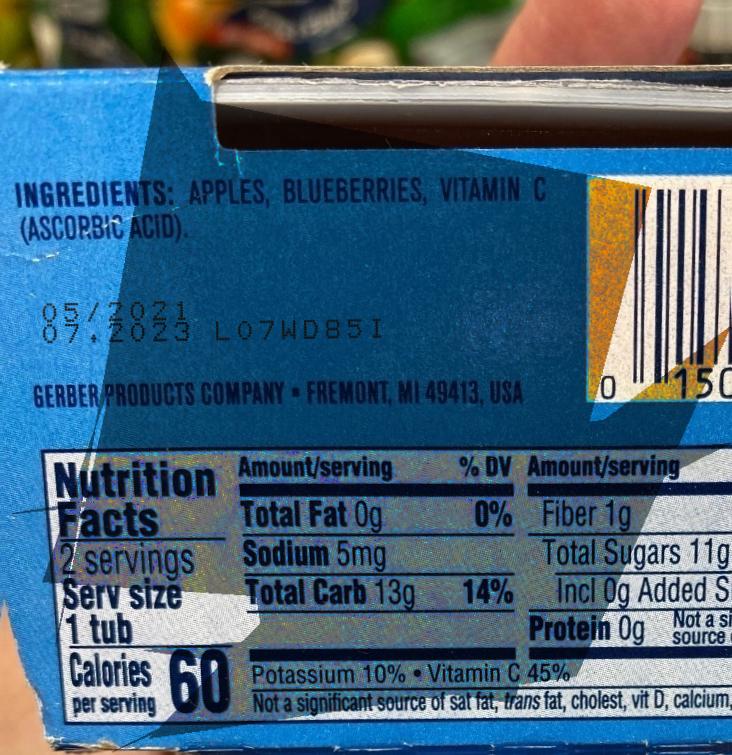 INGREDIENTS: APPLES, BLUEBERRIES, VITAMIN C
(ASCORBIC ACID).
05/2021
07.2023 L07WD85I
GERBER PRODUCTS COMPANY • FREMONT, MI 49413, USA
0 150
Nutrition
Facts
2 servings
Serv size
1 tub
Calories 60
per serving
Amount/serving % DV
Total Fat 0g 0%
Sodium 5mg
Total Carb 13g 14%
Amount/serving
Fiber 1g
Total Sugars 11g
Incl 0g Added
Protein 0g Not a
source
Potassium 10% • Vitamin C 45%
Not a significant source of sat fat, trans fat, cholest, vit D, calcium,